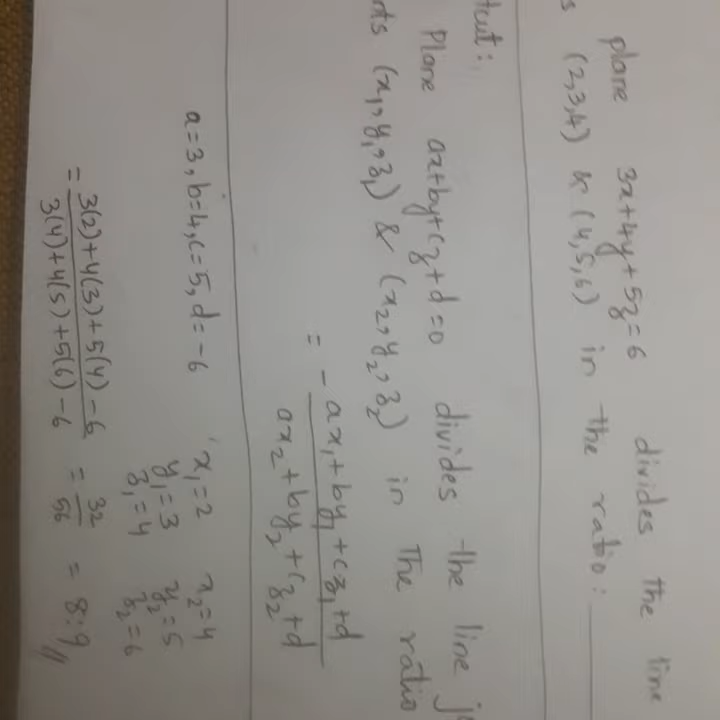 plane 3x+4y+5z=6 divides the line
s (2,3,4) & (4,5,6) in the ratio:
tcut:
Plane ax+by+cz+d=0 divides the line jo
nts (x₁,y₁,z₁) & (x₂,y₂,z₂) in the ratio
= - ax₁+by₁+cz₁+d
ax₂+by₂+cz₂+d
a=3, b=4, c=5, d=-6 x₁=2 x₂=4
y₁=3 y₂=5
z₁=4 z₂=6
= 3(2)+4(3)+5(4)-6 / 3(4)+4(5)+5(6)-6 = 32/56 = 8:9//